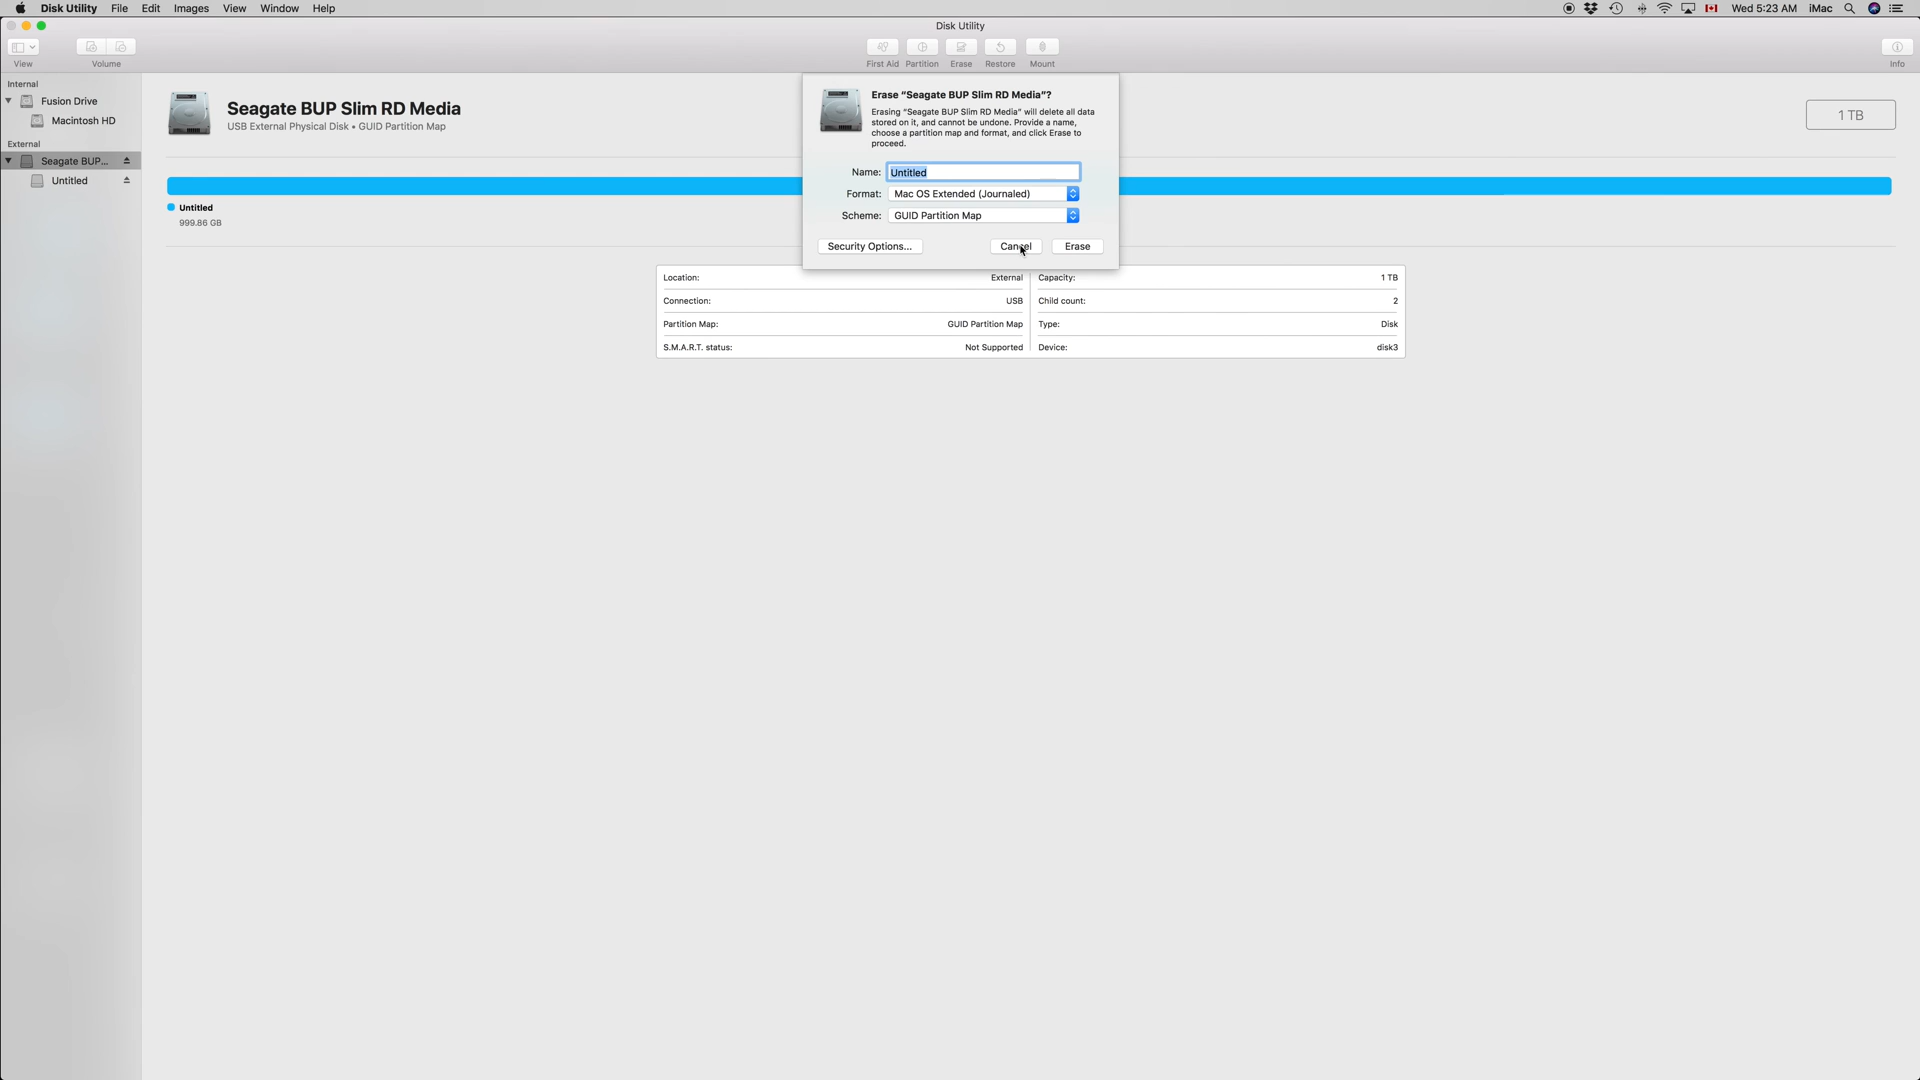 Disk Utility File Edit Images View Window Help Wed 5:23 AM iMac
Disk Utility
View Volume First Aid Partition Erase Restore Mount Info
Internal
Fusion Drive
Macintosh HD
External
Seagate BUP...
Untitled
Seagate BUP Slim RD Media
USB External Physical Disk • GUID Partition Map
1 TB
Untitled
999.86 GB
Erase “Seagate BUP Slim RD Media”?
Erasing “Seagate BUP Slim RD Media” will delete all data
stored on it, and cannot be undone. Provide a name,
choose a partition map and format, and click Erase to
proceed.
Name: Untitled
Format: Mac OS Extended (Journaled)
Scheme: GUID Partition Map
Security Options... Cancel Erase
Location: External Capacity: 1 TB
Connection: USB Child count: 2
Partition Map: GUID Partition Map Type: Disk
S.M.A.R.T. status: Not Supported Device: disk3